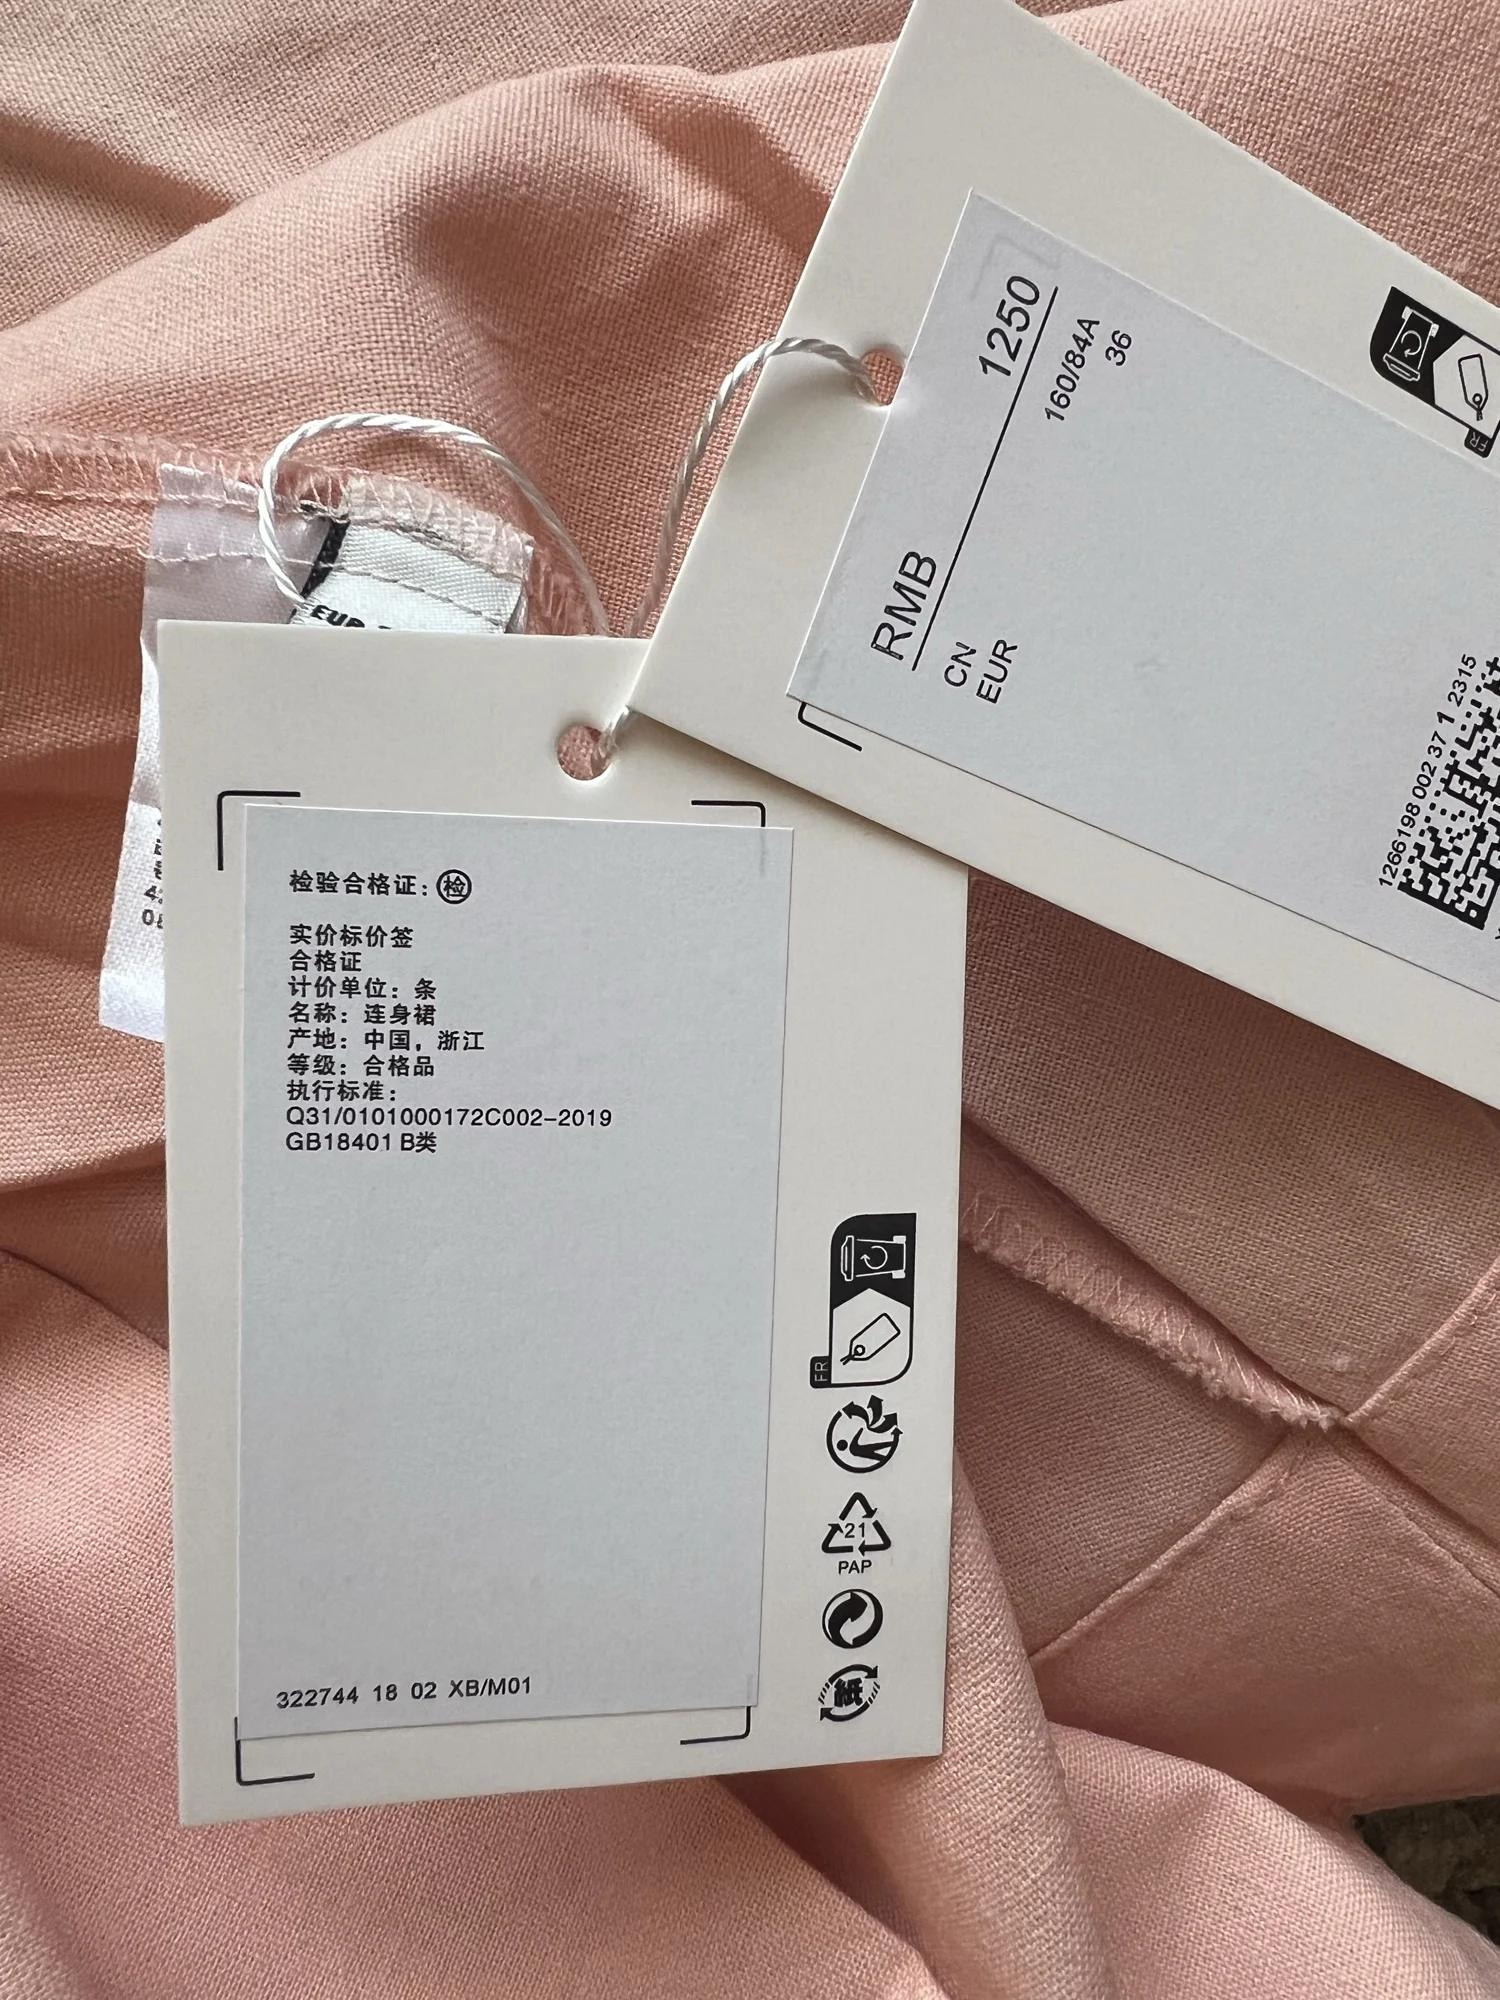 RMB 1250
CN 160/84A
EUR 36
1266198 002 37 1 2315
FR
EUR
检验合格证：检
实价标价签
合格证
计价单位：条
名称：连身裙
产地：中国，浙江
等级：合格品
执行标准：
Q31/0101000172C002-2019
GB18401 B类
322744 18 02 XB/M01
FR
21
PAP
紙